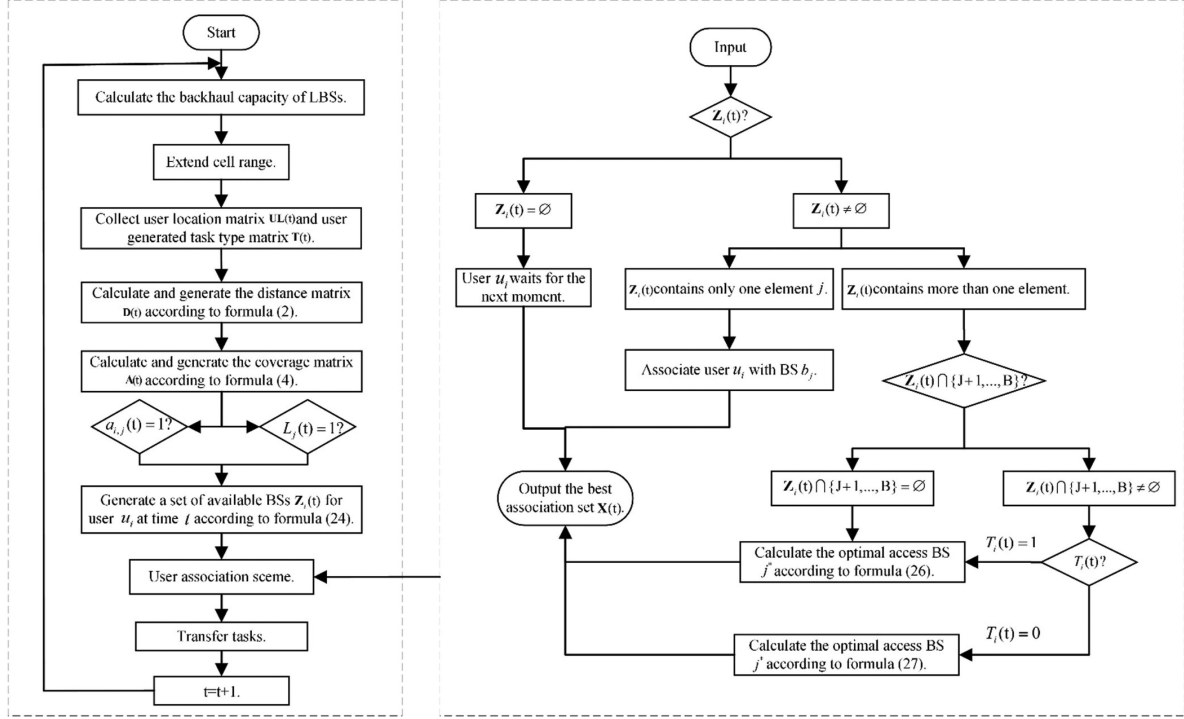 Start
Calculate the backhaul capacity of LBSs.
Extend cell range.
Collect user location matrix UL(t)and user
generated task type matrix T(t).
Calculate and generate the distance matrix
D(t) according to formula (2).
Calculate and generate the coverage matrix
A(t) according to formula (4).
a_{i,j}(t)=1?
L_j(t)=1?
Generate a set of available BSs Z_i(t) for
user u_i at time t according to formula (24).
User association sceme.
Transfer tasks.
t=t+1.
Input
Z_i(t)?
Z_i(t)=∅
Z_i(t)≠∅
User u_i waits for the
next moment.
Z_i(t)contains only one element j.
Z_i(t)contains more than one element.
Associate user u_i with BS b_j.
Z_i(t)⋂{J+1,...,B}?
Output the best
association set X(t).
Z_i(t)⋂{J+1,...,B}=∅
Z_i(t)⋂{J+1,...,B}≠∅
Calculate the optimal access BS
j* according to formula (26).
T_i(t)=1
T_i(t)?
Calculate the optimal access BS
j* according to formula (27).
T_i(t)=0